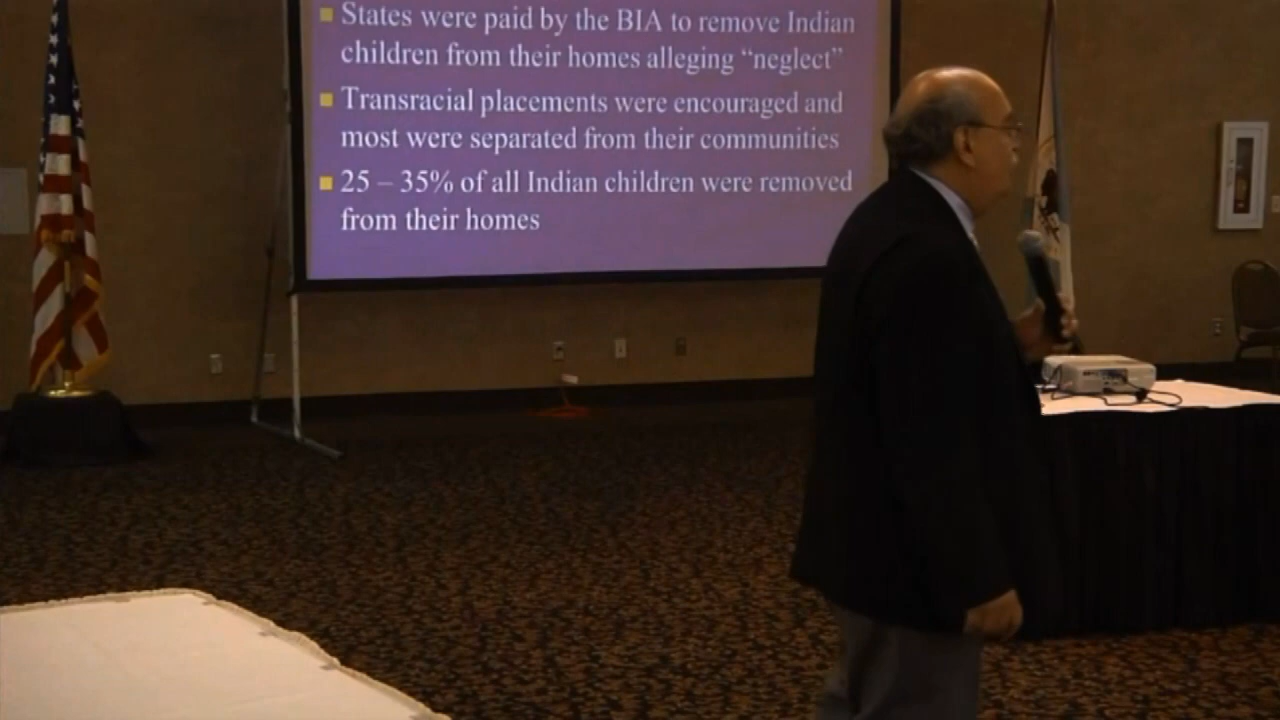 States were paid by the BIA to remove Indian
children from their homes alleging “neglect”
Transracial placements were encouraged and
most were separated from their communities
25 – 35% of all Indian children were removed
from their homes